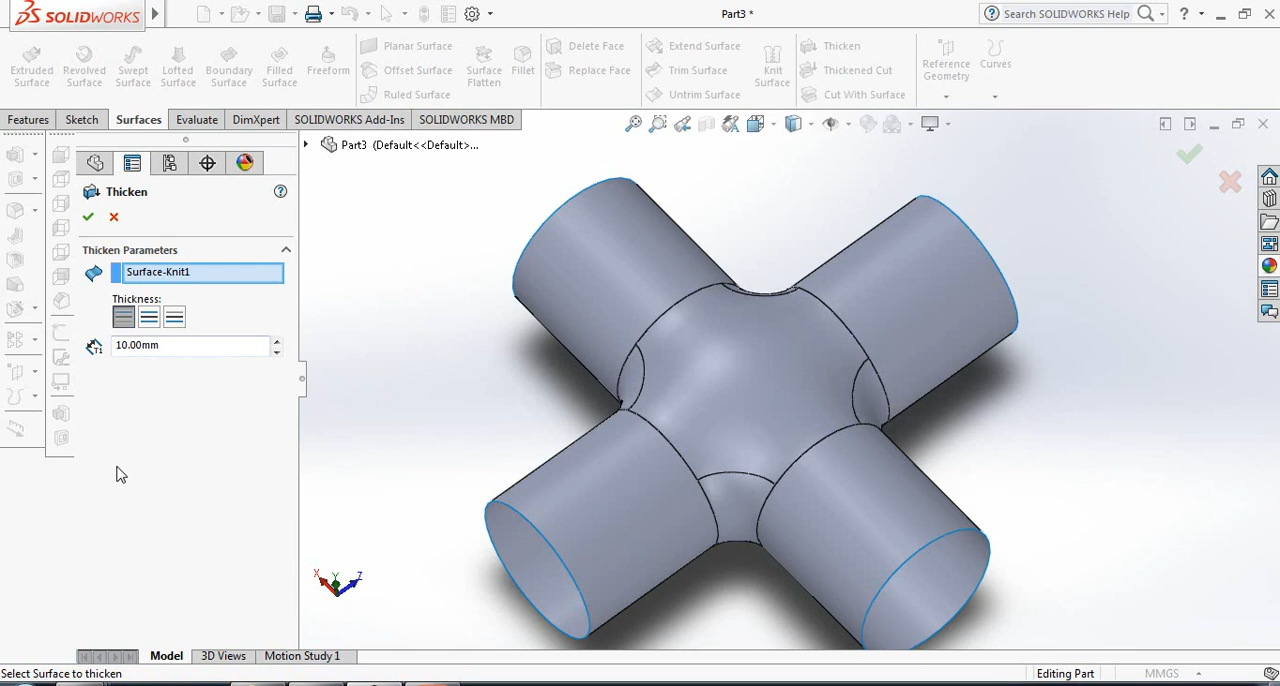 SOLIDWORKS
Part3 *
Search SOLIDWORKS Help
?
Extruded Surface
Revolved Surface
Swept Surface
Lofted Surface
Boundary Surface
Filled Surface
Freeform
Planar Surface
Offset Surface
Ruled Surface
Surface Flatten
Fillet
Delete Face
Replace Face
Extend Surface
Trim Surface
Untrim Surface
Knit Surface
Thicken
Thickened Cut
Cut With Surface
Reference Geometry
Curves
Features
Sketch
Surfaces
Evaluate
DimXpert
SOLIDWORKS Add-Ins
SOLIDWORKS MBD
Part3 (Default<<Default>...
Thicken
Thicken Parameters
Surface-Knit1
Thickness:
T1
10.00mm
X
Y
Z
Model
3D Views
Motion Study 1
Select Surface to thicken
Editing Part
MMGS